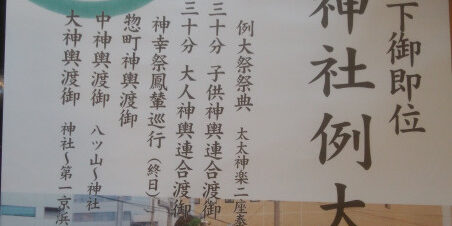 下御即位
神社例大
例大祭祭典 太太神楽二座奏
三十分 子供神輿連合渡御
三十分 大人神輿連合渡御
神幸祭鳳輦巡行(終日)
惣町神輿渡御
中神輿渡御 八ツ山~神社
大神輿渡御 神社~第一京浜